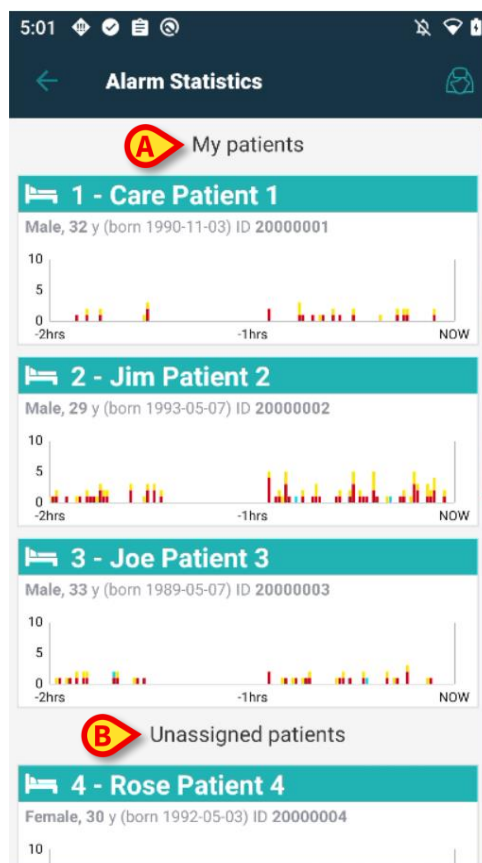 5:01
Alarm Statistics
A
My patients
1 - Care Patient 1
Male, 32 y (born 1990-11-03) ID 20000001
10
5
0
-2hrs -1hrs NOW
2 - Jim Patient 2
Male, 29 y (born 1993-05-07) ID 20000002
10
5
0
-2hrs -1hrs NOW
3 - Joe Patient 3
Male, 33 y (born 1989-05-07) ID 20000003
10
5
0
-2hrs -1hrs NOW
B
Unassigned patients
4 - Rose Patient 4
Female, 30 y (born 1992-05-03) ID 20000004
10